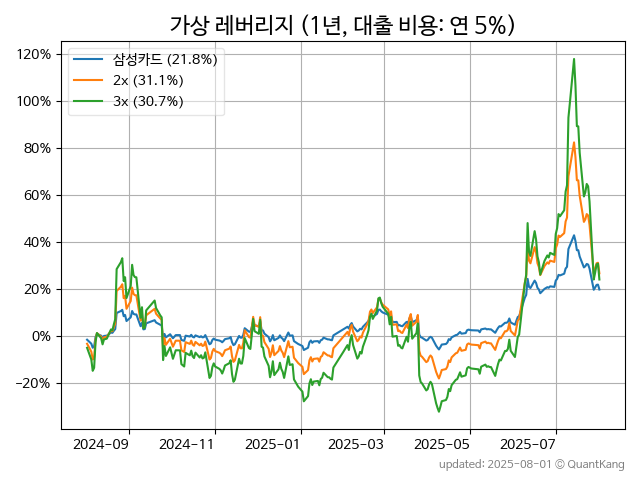 가상 레버리지 (1년, 대출 비용: 연 5%)
삼성카드 (21.8%)
2x (31.1%)
3x (30.7%)
120%
100%
80%
60%
40%
20%
0%
−20%
2024-09
2024-11
2025-01
2025-03
2025-05
2025-07
updated: 2025-08-01 © QuantKang